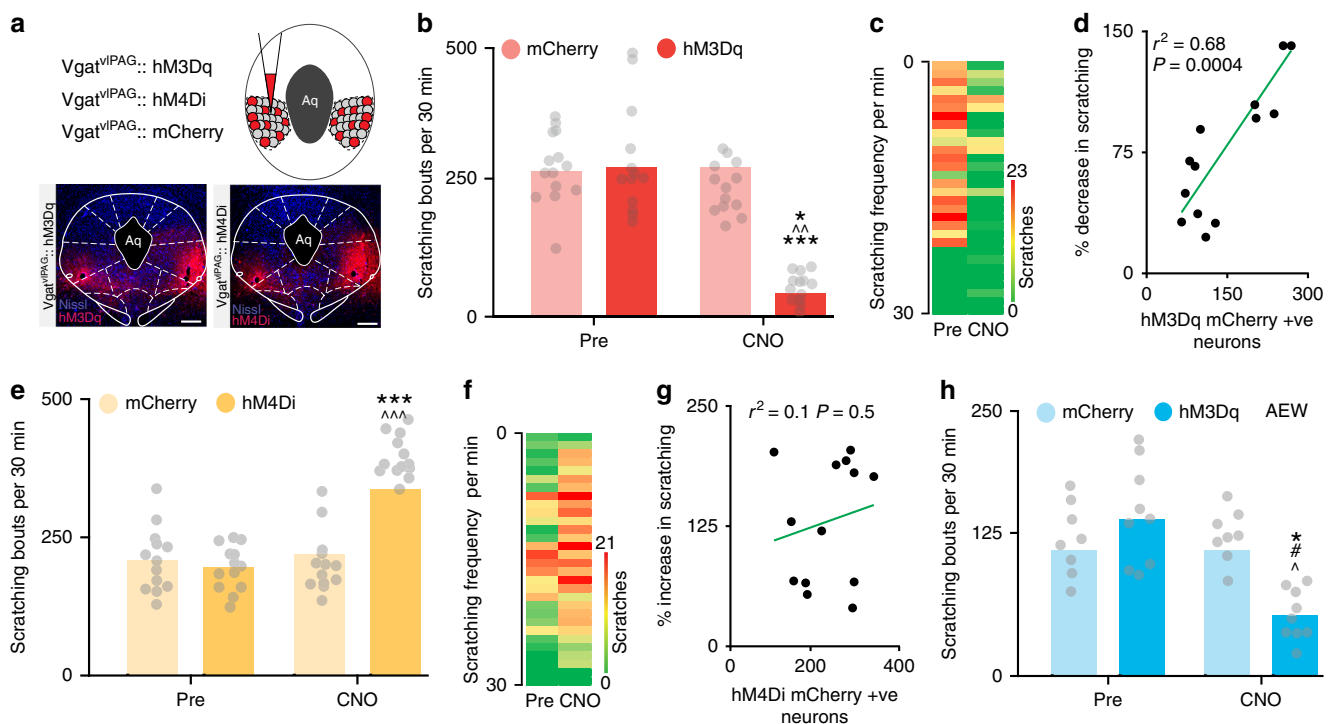 a
Vgat^vlPAG:: hM3Dq
Vgat^vlPAG:: hM4Di
Vgat^vlPAG:: mCherry
Aq
Vgat^vlPAG:: hM3Dq
Aq
Nissl
hM3Dq
Vgat^vlPAG:: hM4Di
Aq
Nissl
hM4Di
b
mCherry
hM3Dq
Scratching bouts per 30 min
500
250
0
*
^^
***
Pre
CNO
c
Scratching frequency per min
0
30
Pre CNO
23
0
Scratches
d
r² = 0.68
P = 0.0004
% decrease in scratching
150
75
0
0
150
300
hM3Dq mCherry +ve
neurons
e
mCherry
hM4Di
Scratching bouts per 30 min
500
250
0
***
^^^
Pre
CNO
f
Scratching frequency per min
0
30
Pre CNO
21
0
Scratches
g
r² = 0.1 P = 0.5
% increase in scratching
250
125
0
0
200
400
hM4Di mCherry +ve
neurons
h
mCherry
hM3Dq
AEW
Scratching bouts per 30 min
250
125
0
*
#
^
Pre
CNO